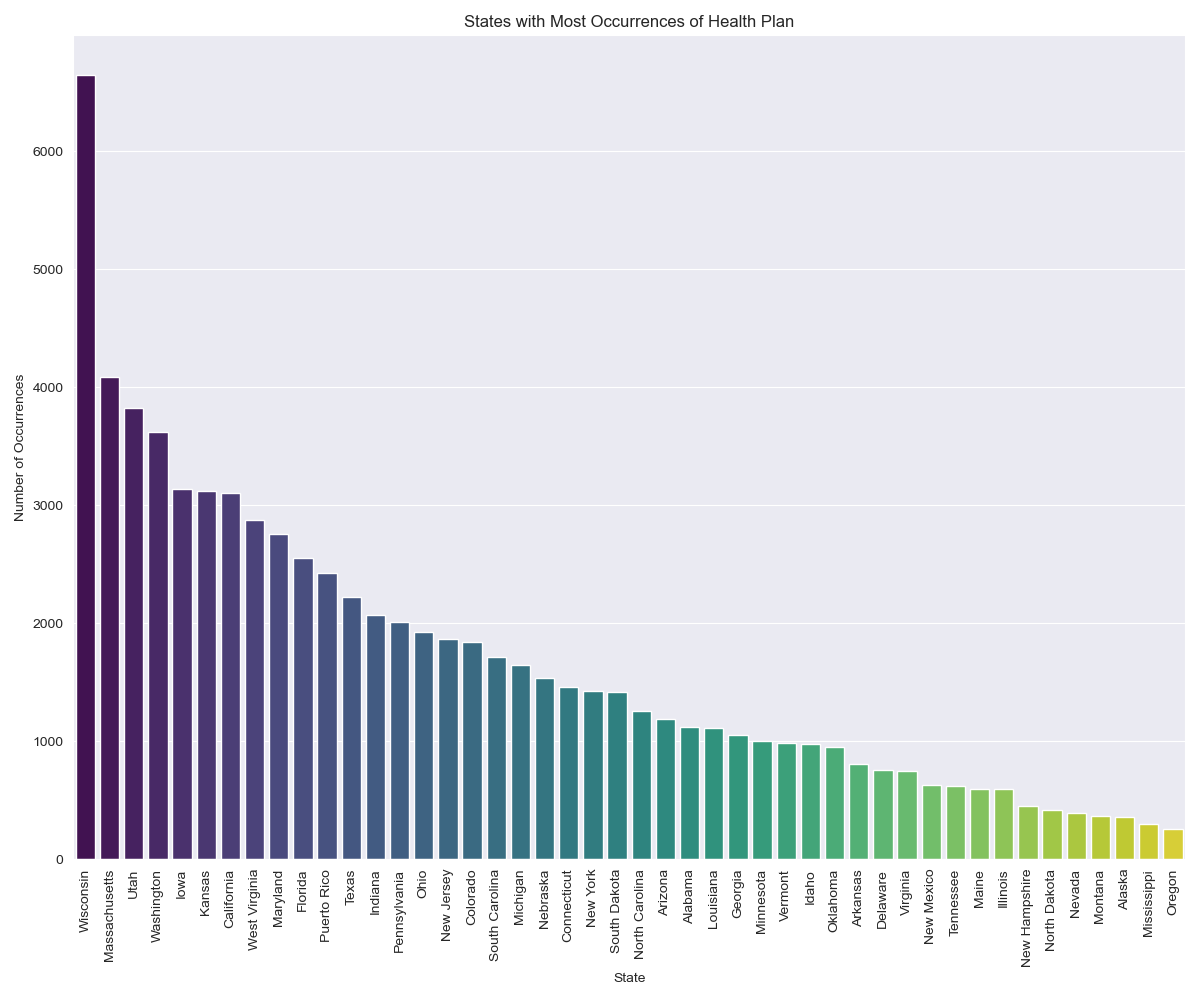 States with Most Occurrences of Health Plan
Number of Occurrences
6000
5000
4000
3000
2000
1000
0
Wisconsin
Massachusetts
Utah
Washington
Iowa
Kansas
California
West Virginia
Maryland
Florida
Puerto Rico
Texas
Indiana
Pennsylvania
Ohio
New Jersey
Colorado
South Carolina
Michigan
Nebraska
Connecticut
New York
South Dakota
North Carolina
Arizona
Alabama
Louisiana
Georgia
Minnesota
Vermont
Idaho
Oklahoma
Arkansas
Delaware
Virginia
New Mexico
Tennessee
Maine
Illinois
New Hampshire
North Dakota
Nevada
Montana
Alaska
Mississippi
Oregon
State